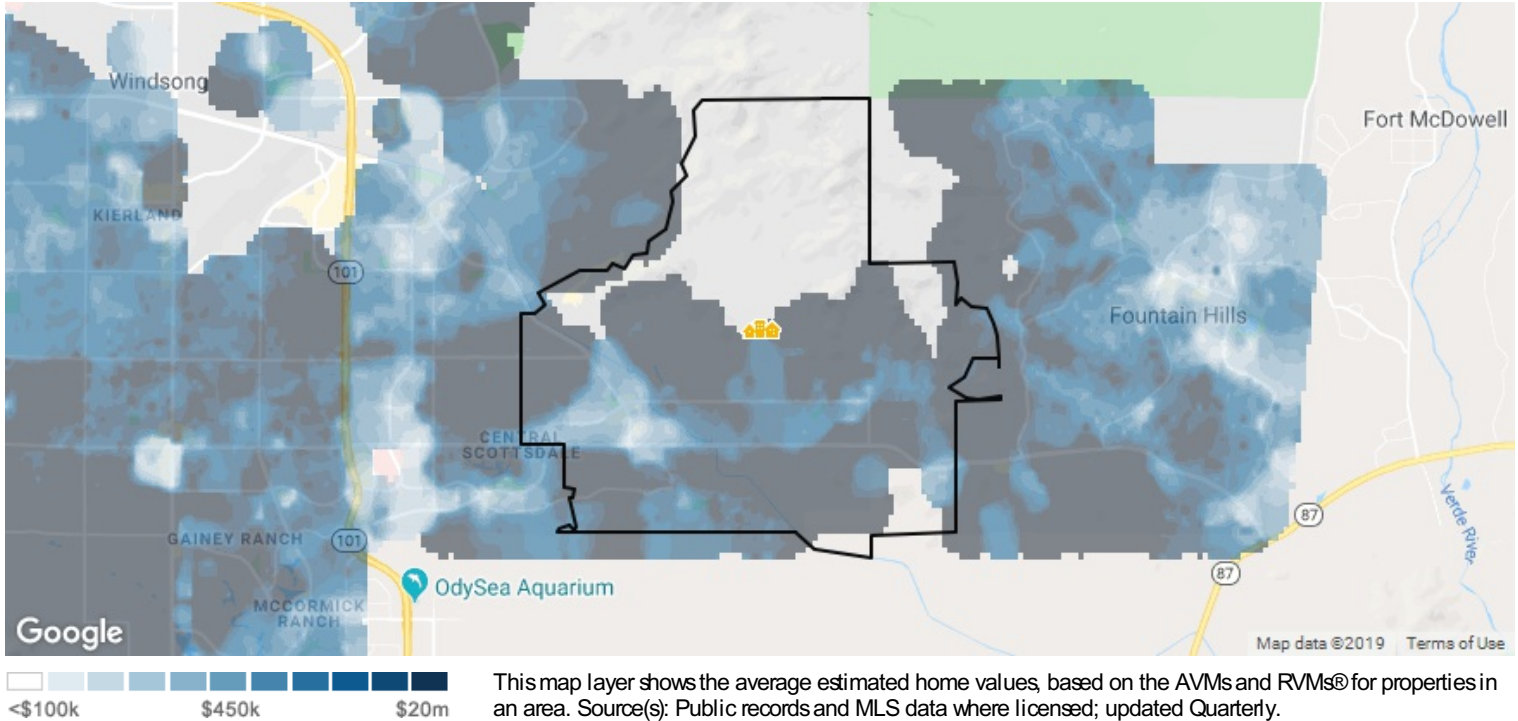 Windsong
Fort McDowell
KIERLAND
101
Fountain Hills
CENTRAL
SCOTTSDALE
87
GAINEY RANCH
101
Verde River
87
OdySea Aquarium
MCCORMICK
RANCH
Google
Map data ©2019 Terms of Use
<$100k $450k $20m
This map layer shows the average estimated home values, based on the AVMs and RVMs® for properties in
an area. Source(s): Public records and MLS data where licensed; updated Quarterly.